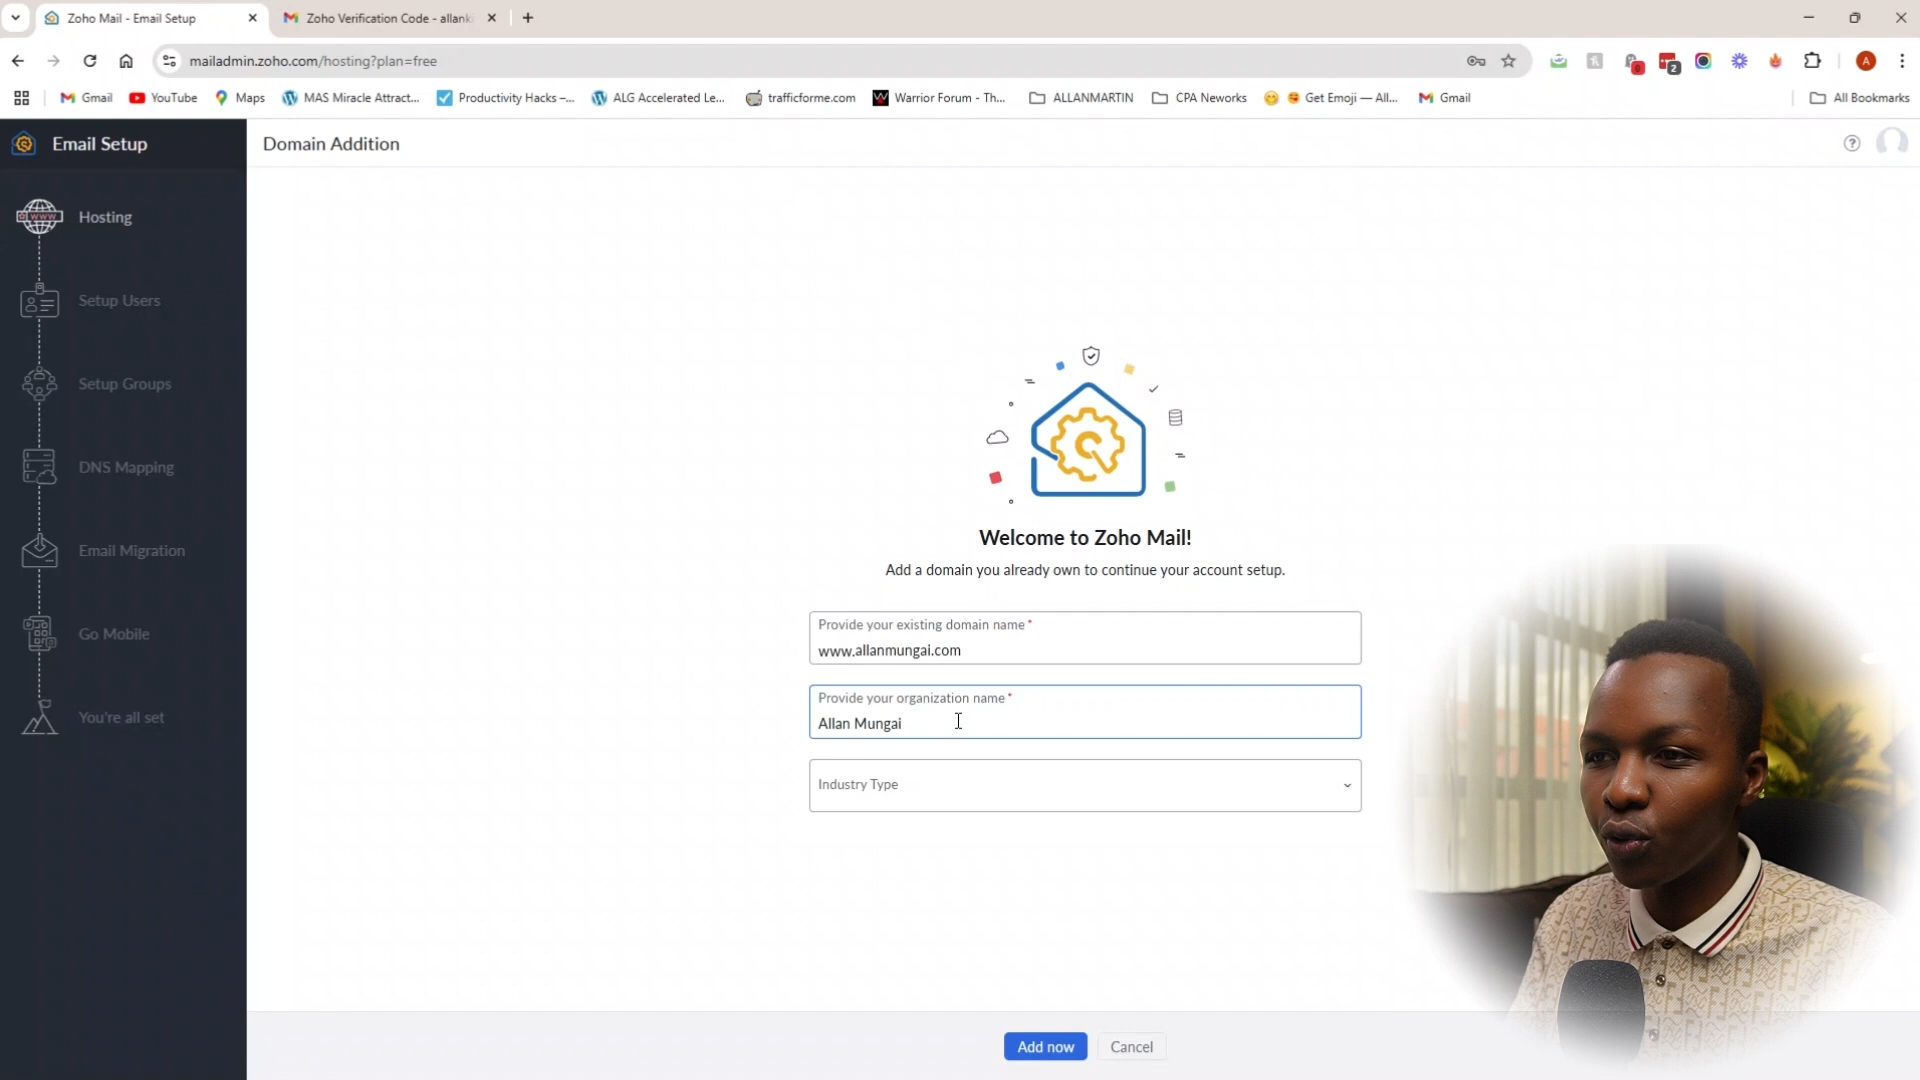 Zoho Mail - Email Setup
Zoho Verification Code - allank
mailadmin.zoho.com/hosting?plan=free
Gmail
YouTube
Maps
MAS Miracle Attract...
Productivity Hacks –...
ALG Accelerated Le...
trafficforme.com
Warrior Forum - Th...
ALLANMARTIN
CPA Neworks
Get Emoji — All...
Gmail
All Bookmarks
A
0
2
Email Setup
Domain Addition
WWW
Hosting
Setup Users
Setup Groups
DNS Mapping
Email Migration
Go Mobile
You're all set
Welcome to Zoho Mail!
Add a domain you already own to continue your account setup.
Provide your existing domain name *
www.allanmungai.com
Provide your organization name *
Allan Mungai
Industry Type
Add now
Cancel